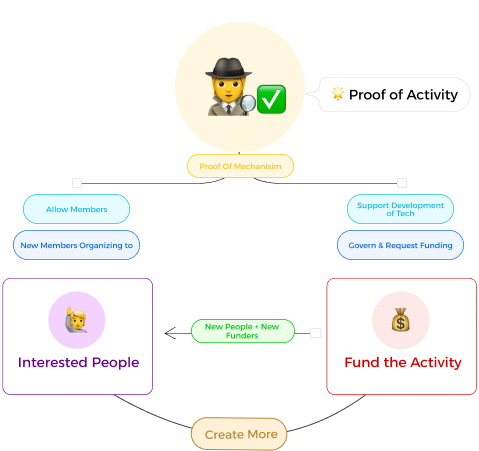 Proof of Activity
Proof Of Mechanisim
Allow Members
Support Development
of Tech
New Members Organizing to
Govern & Request Funding
New People + New
Funders
Interested People
Fund the Activity
Create More